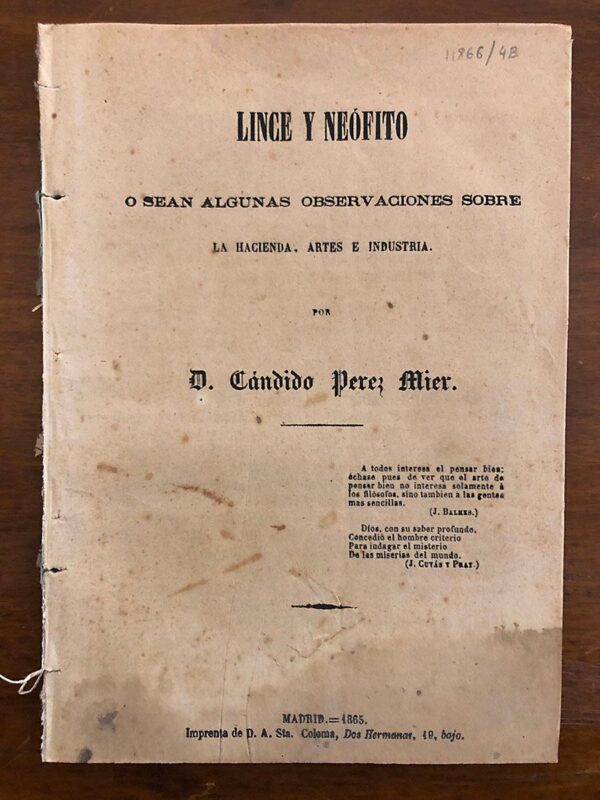 11866/4B
LINCE Y NEÓFITO
O SEAN ALGUNAS OBSERVACIONES SOBRE
LA HACIENDA, ARTES E INDUSTRIA.
POR
D. Cándido Perez Mier.
A todos interesa el pensar bien;
échase pues de ver que el arte de
pensar bien no interesa solamente á
los filósofos, sino tambien á las gentes
mas sencillas.
(J. BALMES.)
Dios, con su saber profundo,
Concedió el hombre criterio
Para indagar el misterio
De las miserias del mundo.
(J. CUYÁS Y PRAT.)
MADRID.=1865.
Imprenta de D. A. Sta. Coloma, Dos Hermanas, 19, bajo.